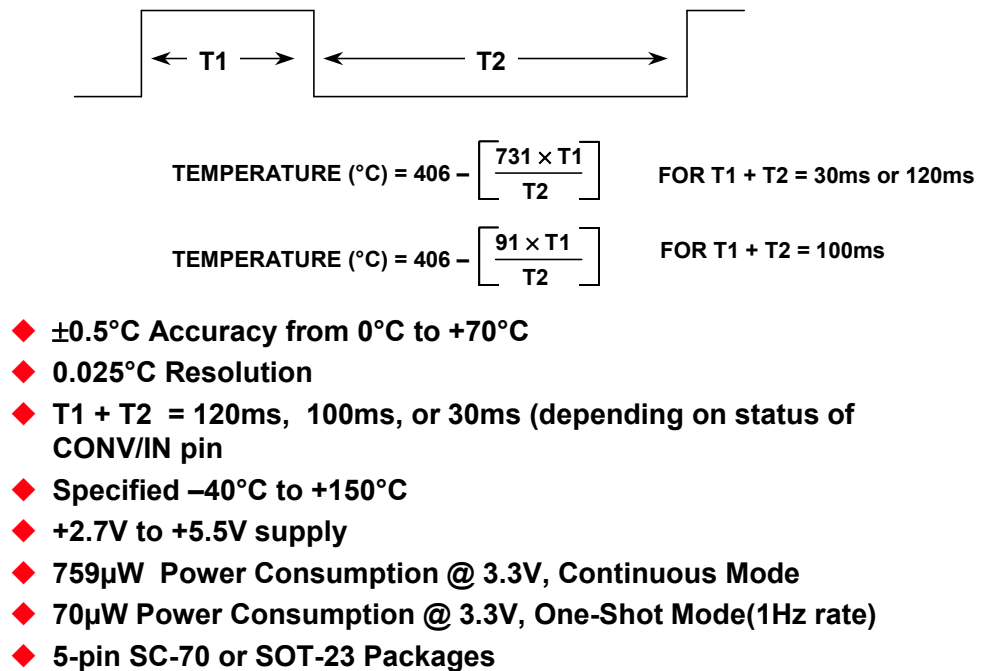 T1 T2
TEMPERATURE (°C) = 406 – [731 × T1 / T2] FOR T1 + T2 = 30ms or 120ms
TEMPERATURE (°C) = 406 – [91 × T1 / T2] FOR T1 + T2 = 100ms
◆ ±0.5°C Accuracy from 0°C to +70°C
◆ 0.025°C Resolution
◆ T1 + T2 = 120ms, 100ms, or 30ms (depending on status of
CONV/IN pin
◆ Specified –40°C to +150°C
◆ +2.7V to +5.5V supply
◆ 759µW Power Consumption @ 3.3V, Continuous Mode
◆ 70µW Power Consumption @ 3.3V, One-Shot Mode(1Hz rate)
◆ 5-pin SC-70 or SOT-23 Packages